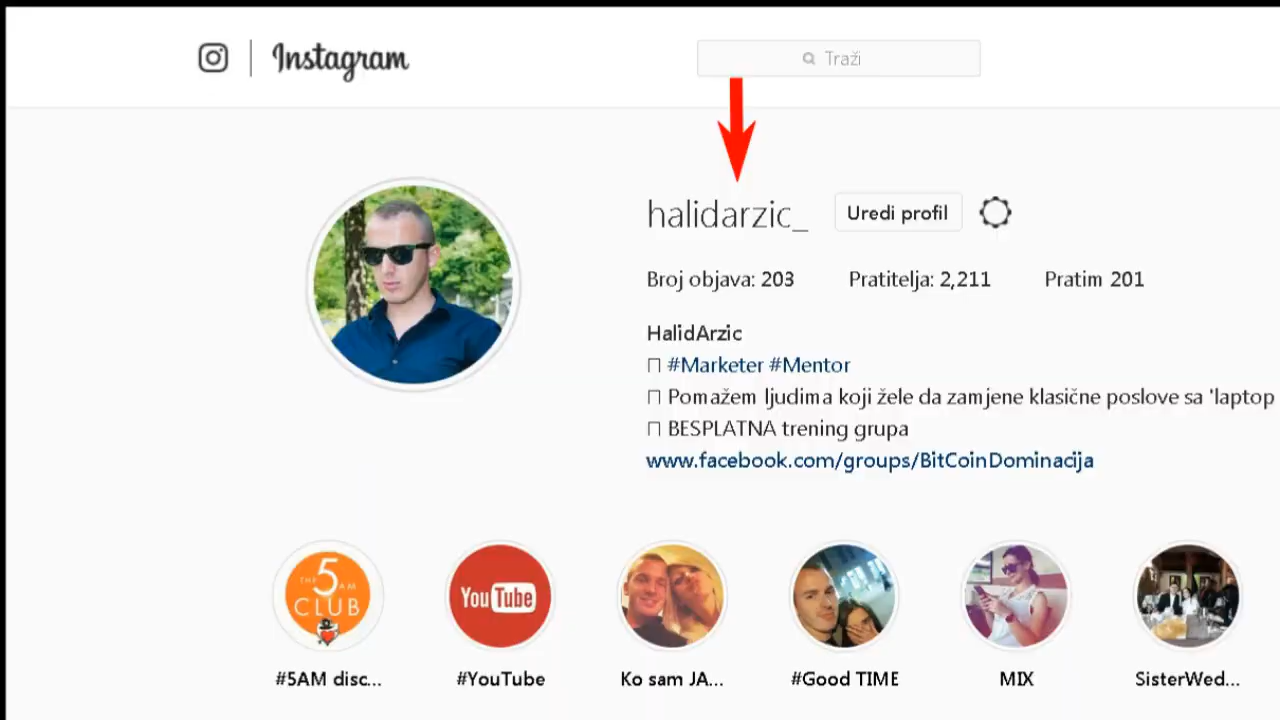 Instagram
Traži
halidarzic_
Uredi profil
Broj objava: 203
Pratitelja: 2,211
Pratim 201
HalidArzic
#Marketer #Mentor
Pomažem ljudima koji žele da zamjene klasične poslove sa 'laptop
BESPLATNA trening grupa
www.facebook.com/groups/BitCoinDominacija
THE 5 AM
CLUB
YouTube
#5AM disc...
#YouTube
Ko sam JA...
#Good TIME
MIX
SisterWed...